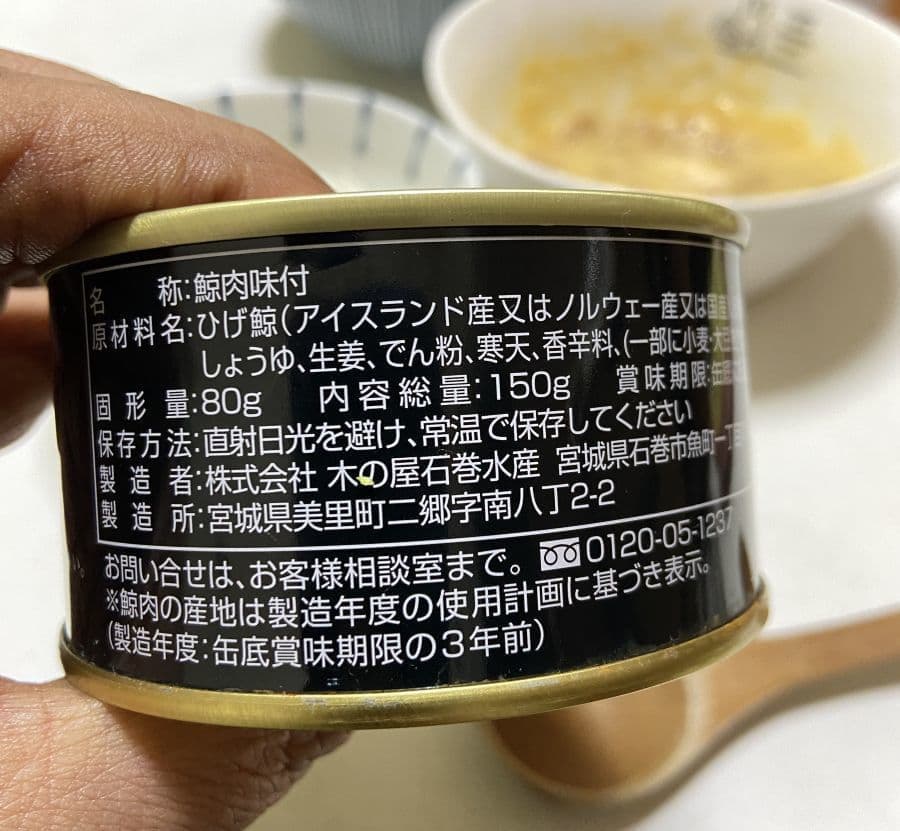 名称:鯨肉味付
原材料名:ひげ鯨(アイスランド産又はノルウェー産又は国産
しょうゆ、生姜、でん粉、寒天、香辛料、(一部に小麦・大豆
固形量:80g 内容総量:150g 賞味期限:缶底
保存方法:直射日光を避け、常温で保存してください
製造者:株式会社 木の屋石巻水産 宮城県石巻市魚町一丁
製造所:宮城県美里町二郷字南八丁2-2
お問い合せは、お客様相談室まで。 0120-05-1237
※鯨肉の産地は製造年度の使用計画に基づき表示。
(製造年度:缶底賞味期限の3年前)